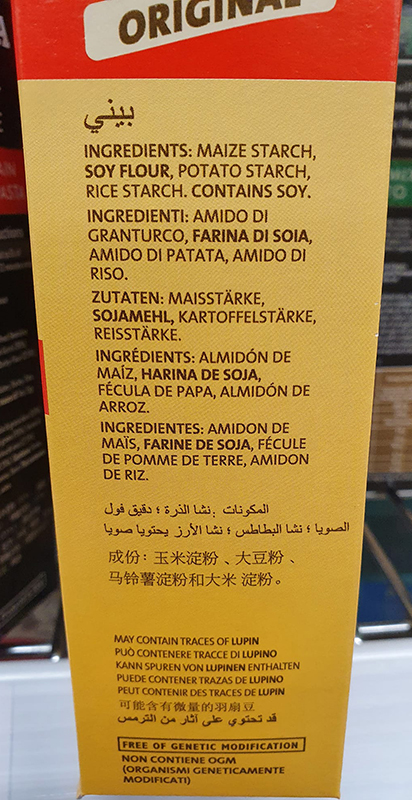 ORIGINAL
بيني
INGREDIENTS: MAIZE STARCH,
SOY FLOUR, POTATO STARCH,
RICE STARCH. CONTAINS SOY.
INGREDIENTI: AMIDO DI
GRANTURCO, FARINA DI SOIA,
AMIDO DI PATATA, AMIDO DI
RISO.
ZUTATEN: MAISSTÄRKE,
SOJAMEHL, KARTOFFELSTÄRKE,
REISSTÄRKE.
INGRÉDIENTS: ALMIDÓN DE
MAÍZ, HARINA DE SOJA,
FÉCULA DE PAPA, ALMIDÓN DE
ARROZ.
INGREDIENTES: AMIDON DE
MAÏS, FARINE DE SOJA, FÉCULE
DE POMME DE TERRE, AMIDON
DE RIZ.
المكونات :نشا الذرة ؛ دقيق فول
الصويا ؛ نشا البطاطس ؛ نشا الأرز يحتويا صويا
成份：玉米淀粉 、大豆粉 、
马铃薯淀粉和大米 淀粉。
MAY CONTAIN TRACES OF LUPIN
PUÒ CONTENERE TRACCE DI LUPINO
KANN SPUREN VON LUPINEN ENTHALTEN
PUEDE CONTENER TRAZAS DE LUPINO
PEUT CONTENIR DES TRACES DE LUPIN
可能含有微量的羽扇豆
قد تحتوي على آثار من الترمس
FREE OF GENETIC MODIFICATION
NON CONTIENE OGM
(ORGANISMI GENETICAMENTE
MODIFICATI)